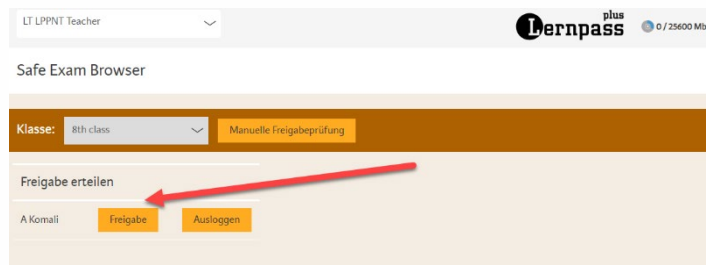 LT LPPNT Teacher
plus
Lernpass
0 / 25600 Mb
Safe Exam Browser
Klasse: 8th class Manuelle Freigabeprüfung
Freigabe erteilen
A Komali Freigabe Ausloggen